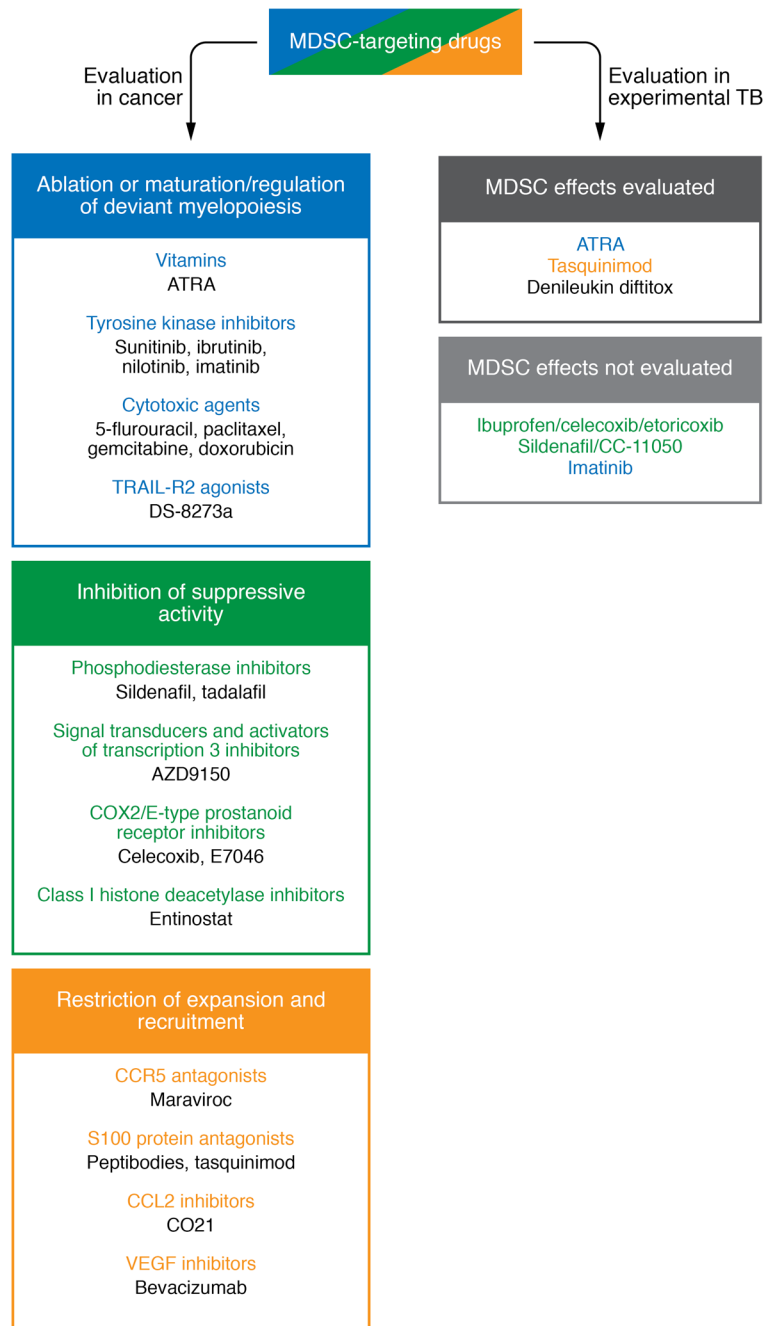 MDSC-targeting drugs
Evaluation
in cancer
Evaluation in
experimental TB
Ablation or maturation/regulation
of deviant myelopoiesis
Vitamins
ATRA
Tyrosine kinase inhibitors
Sunitinib, ibrutinib,
nilotinib, imatinib
Cytotoxic agents
5-flurouracil, paclitaxel,
gemcitabine, doxorubicin
TRAIL-R2 agonists
DS-8273a
Inhibition of suppressive
activity
Phosphodiesterase inhibitors
Sildenafil, tadalafil
Signal transducers and activators
of transcription 3 inhibitors
AZD9150
COX2/E-type prostanoid
receptor inhibitors
Celecoxib, E7046
Class I histone deacetylase inhibitors
Entinostat
Restriction of expansion and
recruitment
CCR5 antagonists
Maraviroc
S100 protein antagonists
Peptibodies, tasquinimod
CCL2 inhibitors
CO21
VEGF inhibitors
Bevacizumab
MDSC effects evaluated
ATRA
Tasquinimod
Denileukin diftitox
MDSC effects not evaluated
Ibuprofen/celecoxib/etoricoxib
Sildenafil/CC-11050
Imatinib